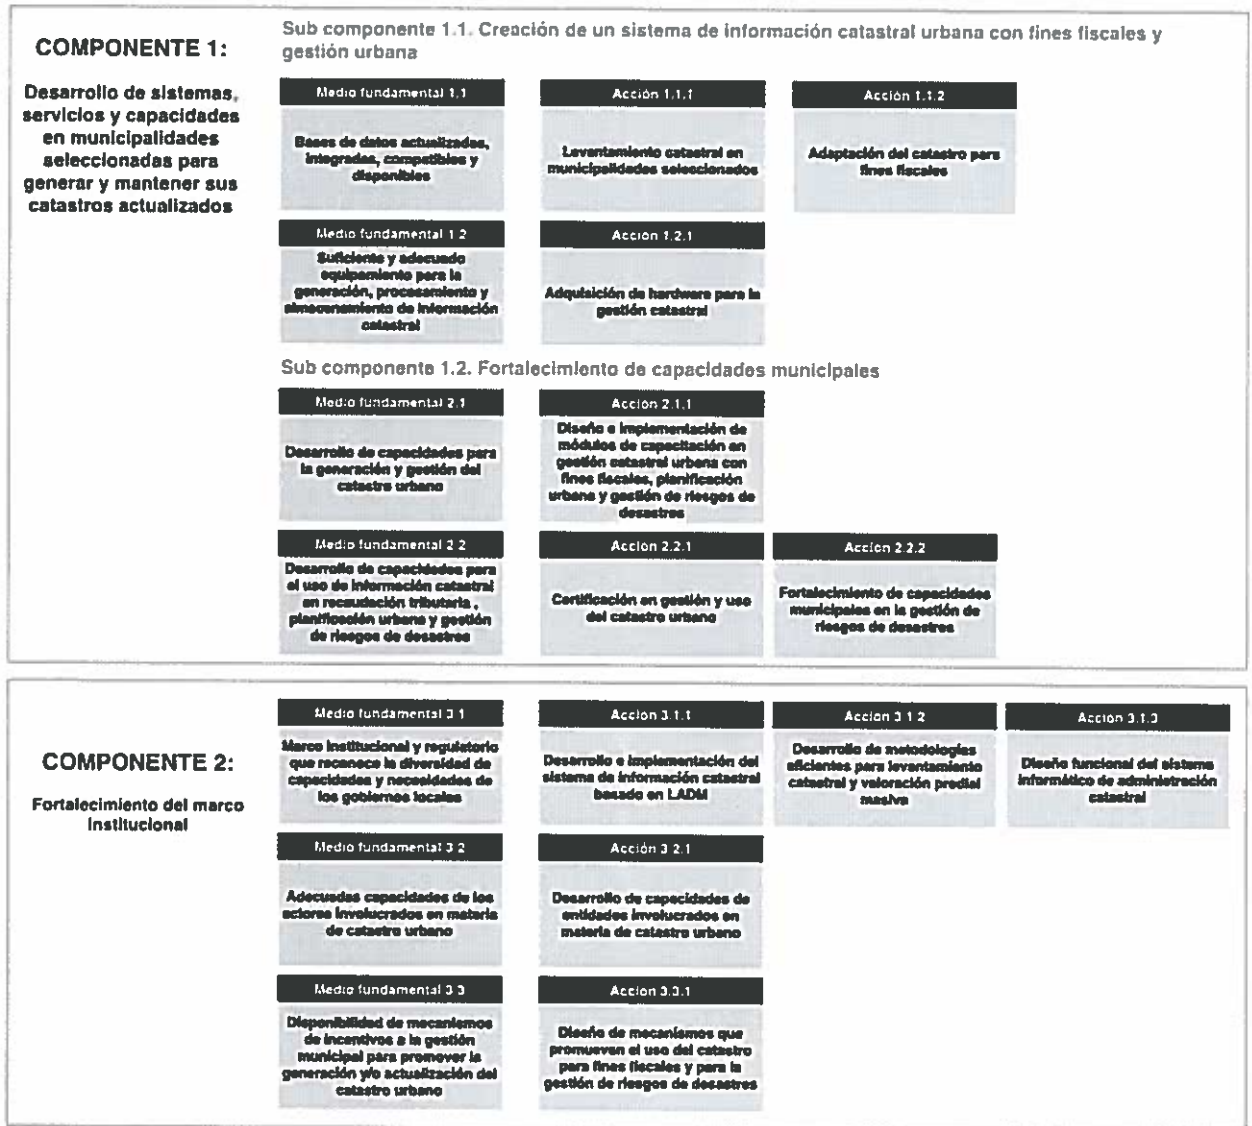 COMPONENTE 1:
Desarrollo de sistemas,
servicios y capacidades
en municipalidades
seleccionadas para
generar y mantener sus
catastros actualizados
Sub componente 1.1. Creación de un sistema de información catastral urbana con fines fiscales y
gestión urbana
Medio fundamental 1.1
Bases de datos actualizadas,
integradas, compatibles y
disponibles
Acción 1.1.1
Levantamiento catastral en
municipalidades seleccionados
Acción 1.1.2
Adaptación del catastro para
fines fiscales
Medio fundamental 1.2
Suficiente y adecuado
equipamiento para la
generación, procesamiento y
almacenamiento de información
catastral
Acción 1.2.1
Adquisición de hardware para la
gestión catastral
Sub componente 1.2. Fortalecimiento de capacidades municipales
Medio fundamental 2.1
Desarrollo de capacidades para
la generación y gestión del
catastro urbano
Acción 2.1.1
Diseño e implementación de
módulos de capacitación en
gestión catastral urbana con
fines fiscales, planificación
urbana y gestión de riesgos de
desastres
Medio fundamental 2.2
Desarrollo de capacidades para
el uso de información catastral
en recaudación tributaria ,
planificación urbana y gestión
de riesgos de desastres
Acción 2.2.1
Certificación en gestión y uso
del catastro urbano
Acción 2.2.2
Fortalecimiento de capacidades
municipales en la gestión de
riesgos de desastres
COMPONENTE 2:
Fortalecimiento del marco
institucional
Medio fundamental 3.1
Marco institucional y regulatorio
que reconece la diversidad de
capacidades y necesidades de
los gobiernos locales
Acción 3.1.1
Desarrollo e implementación del
sistema de información catastral
basado en LADM
Acción 3.1.2
Desarrollo de metodologías
eficientes para levantamiento
catastral y valoración predial
masiva
Acción 3.1.3
Diseño funcional del sistema
informático de administración
catastral
Medio fundamental 3.2
Adecuadas capacidades de los
actores involucrados en materia
de catastro urbano
Acción 3.2.1
Desarrollo de capacidades de
entidades involucrados en
materia de catastro urbano
Medio fundamental 3.3
Disponibilidad de mecanismos
de incentivos a la gestión
municipal para promover la
generación y/o actualización del
catastro urbano
Acción 3.3.1
Diseño de mecanismos que
promuevan el uso del catastro
para fines fiscales y para la
gestión de riesgos de desastres